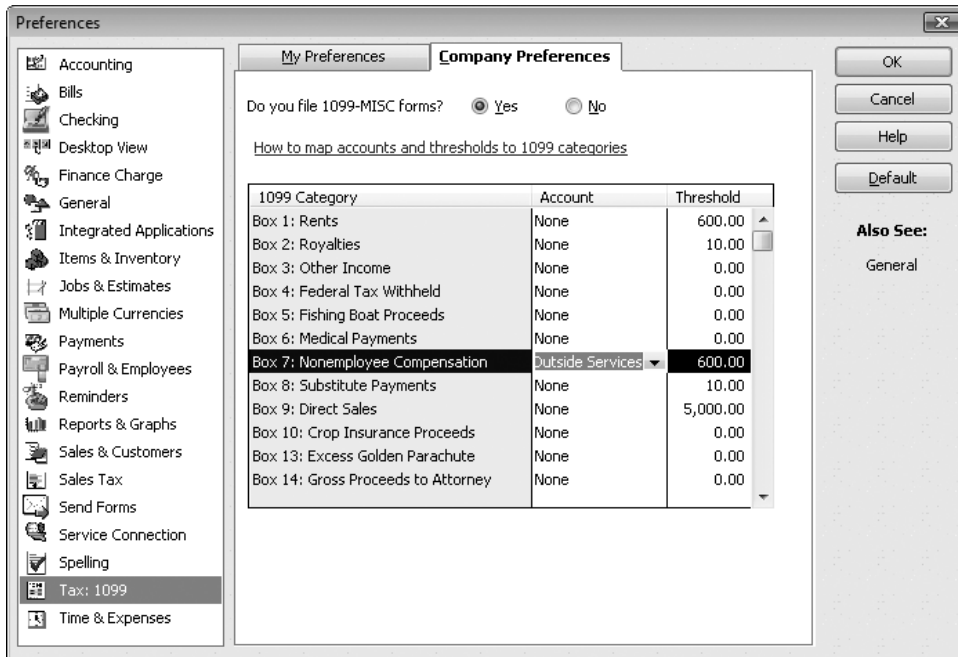 Preferences
Accounting
Bills
Checking
Desktop View
Finance Charge
General
Integrated Applications
Items & Inventory
Jobs & Estimates
Multiple Currencies
Payments
Payroll & Employees
Reminders
Reports & Graphs
Sales & Customers
Sales Tax
Send Forms
Service Connection
Spelling
Tax: 1099
Time & Expenses
My Preferences Company Preferences
Do you file 1099-MISC forms? Yes No
How to map accounts and thresholds to 1099 categories
1099 Category Account Threshold
Box 1: Rents None 600.00
Box 2: Royalties None 10.00
Box 3: Other Income None 0.00
Box 4: Federal Tax Withheld None 0.00
Box 5: Fishing Boat Proceeds None 0.00
Box 6: Medical Payments None 0.00
Box 7: Nonemployee Compensation Outside Services 600.00
Box 8: Substitute Payments None 10.00
Box 9: Direct Sales None 5,000.00
Box 10: Crop Insurance Proceeds None 0.00
Box 13: Excess Golden Parachute None 0.00
Box 14: Gross Proceeds to Attorney None 0.00
OK
Cancel
Help
Default
Also See:
General